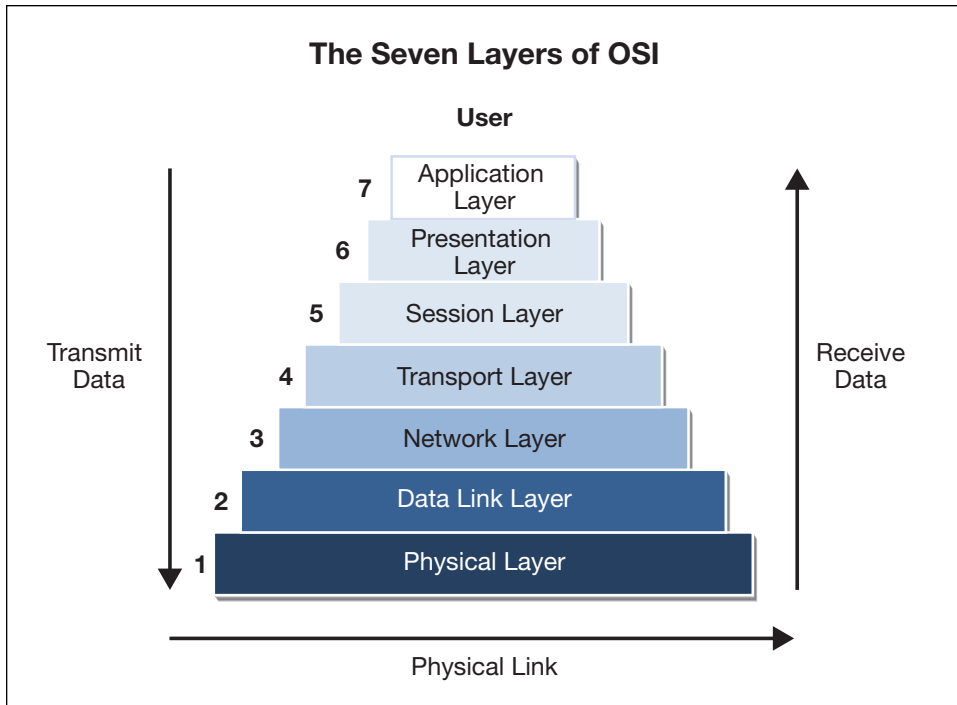 The Seven Layers of OSI
User
7
Application
Layer
6
Presentation
Layer
5
Session Layer
Transmit
Data
4
Transport Layer
Receive
Data
3
Network Layer
2
Data Link Layer
1
Physical Layer
Physical Link